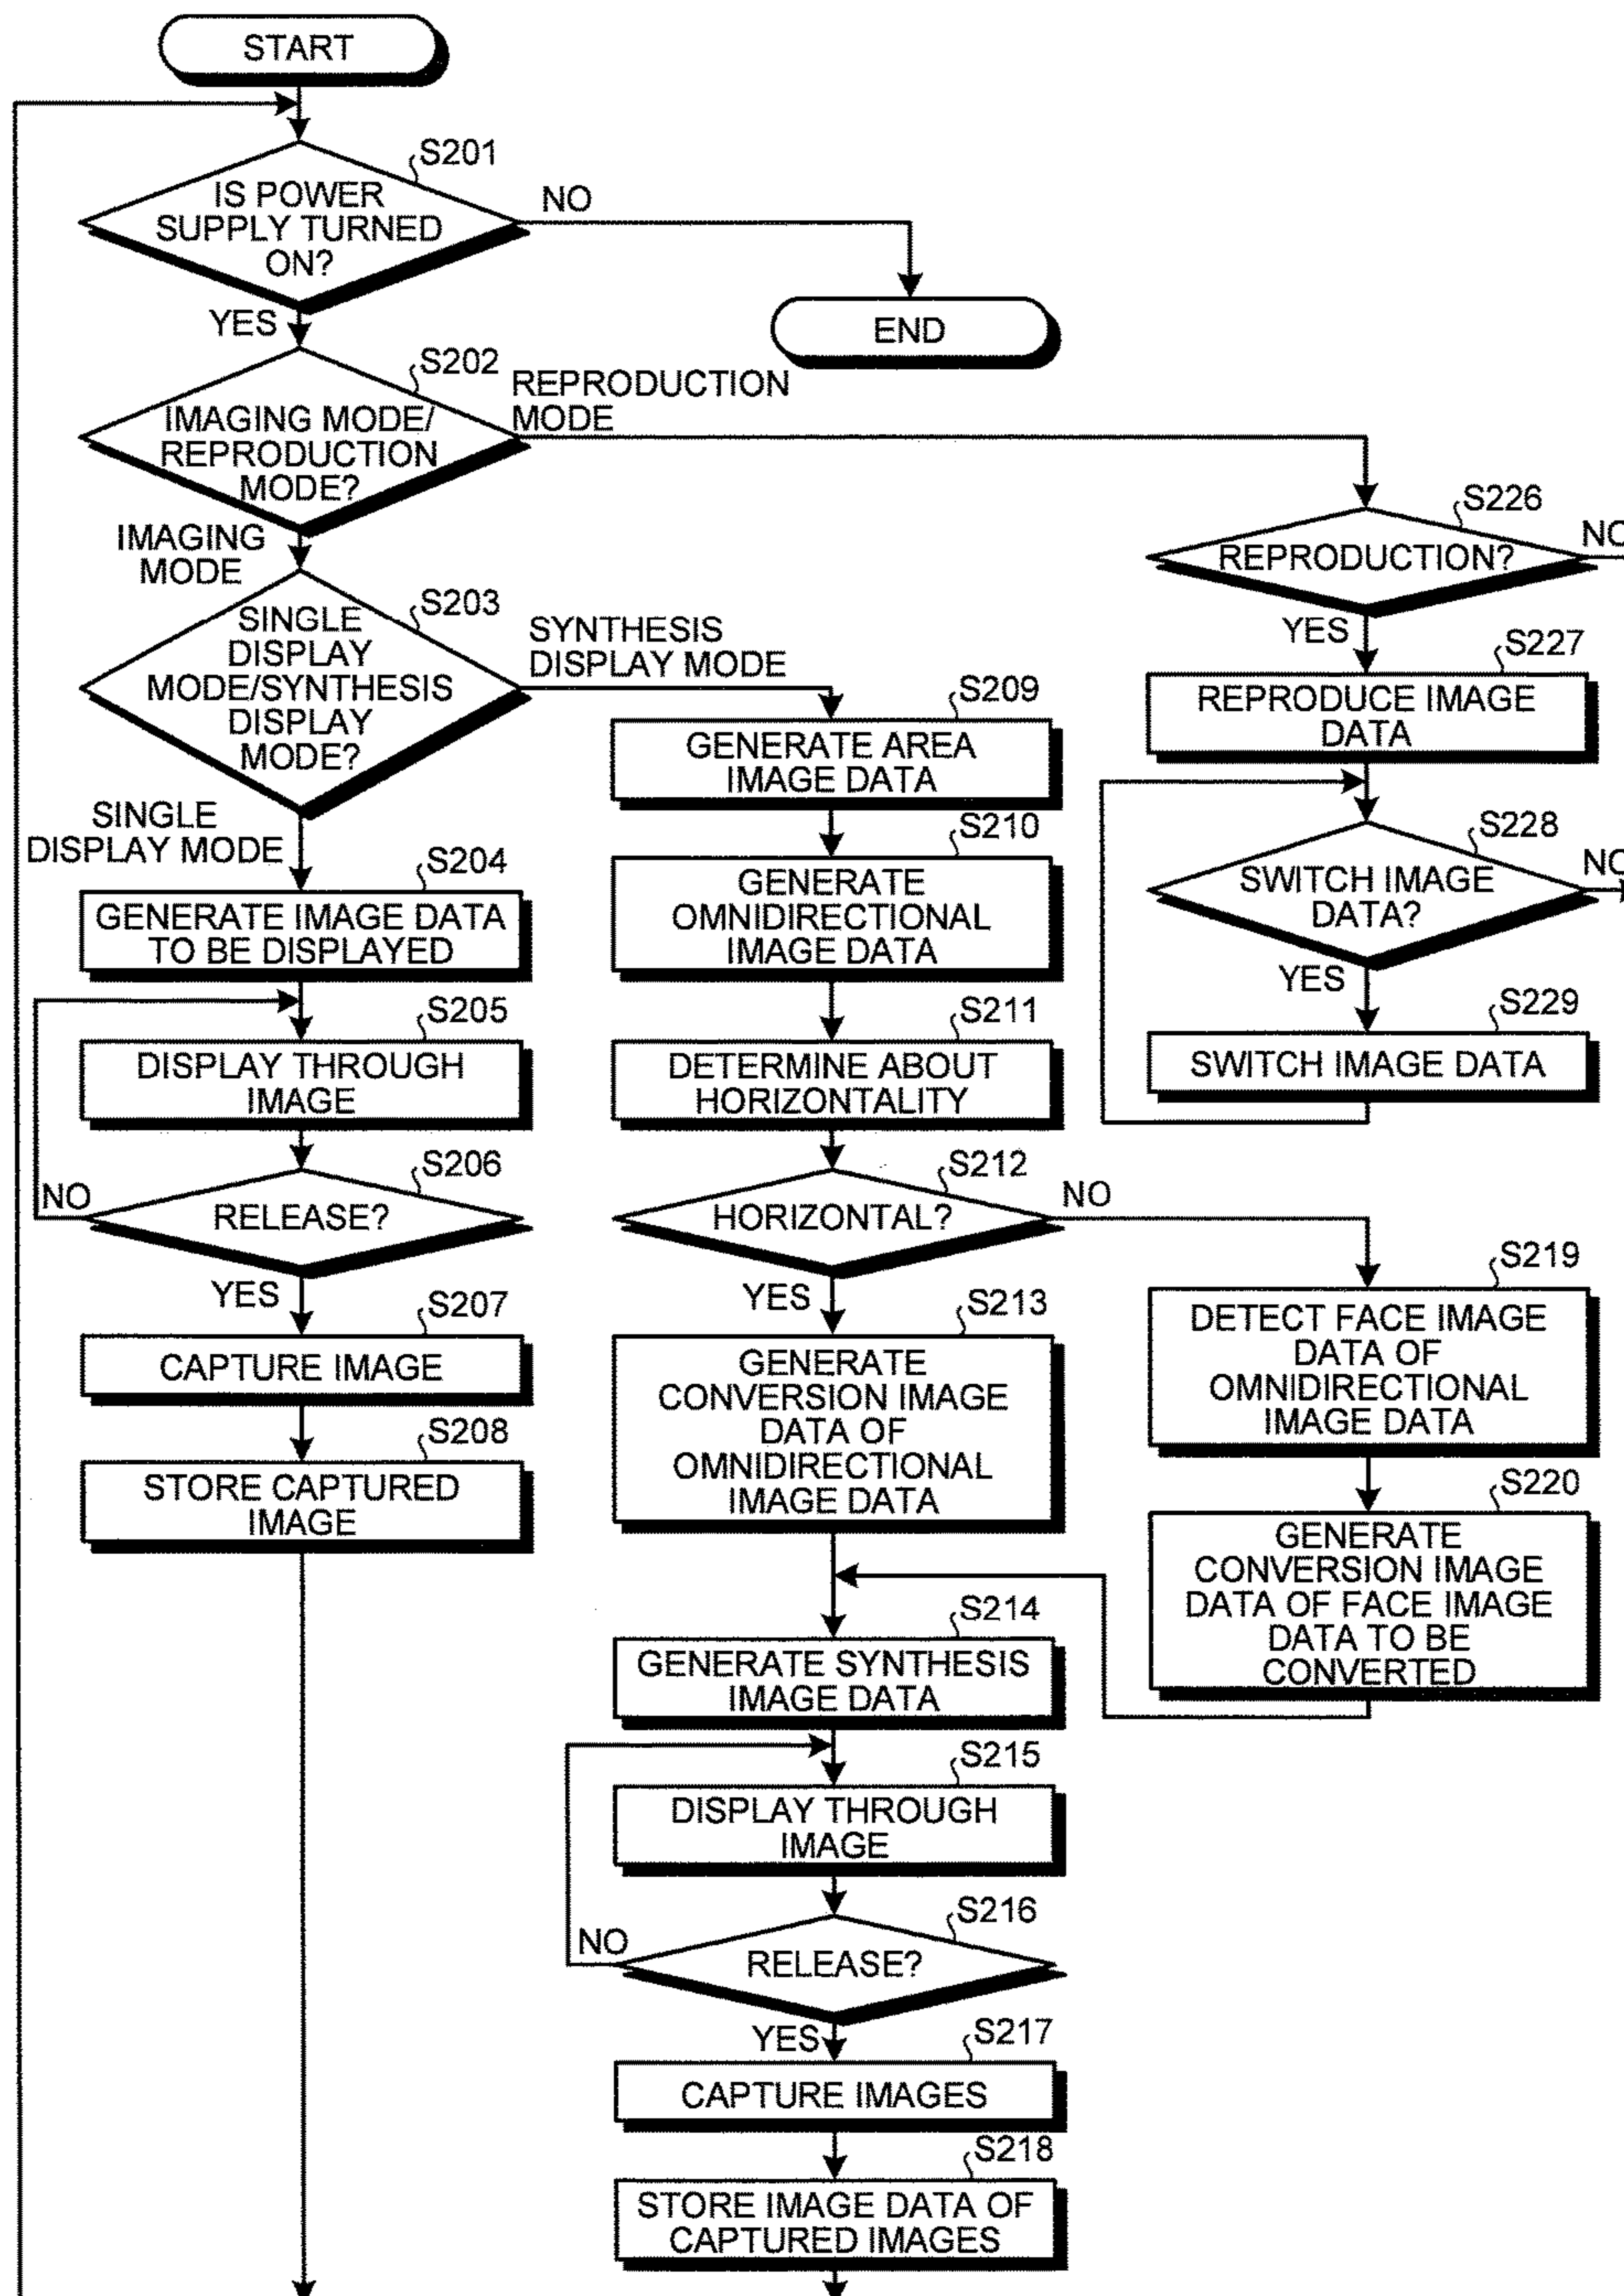 START
S201
IS POWER
SUPPLY TURNED
ON?
NO
YES
END
S202
IMAGING MODE/
REPRODUCTION
MODE?
REPRODUCTION
MODE
IMAGING
MODE
S203
SINGLE
DISPLAY
MODE/SYNTHESIS
DISPLAY
MODE?
SYNTHESIS
DISPLAY MODE
SINGLE
DISPLAY MODE
S204
GENERATE IMAGE DATA
TO BE DISPLAYED
S205
DISPLAY THROUGH
IMAGE
S206
RELEASE?
NO
YES
S207
CAPTURE IMAGE
S208
STORE CAPTURED
IMAGE
S209
GENERATE AREA
IMAGE DATA
S210
GENERATE
OMNIDIRECTIONAL
IMAGE DATA
S211
DETERMINE ABOUT
HORIZONTALITY
S212
HORIZONTAL?
NO
YES
S213
GENERATE
CONVERSION IMAGE
DATA OF
OMNIDIRECTIONAL
IMAGE DATA
S214
GENERATE SYNTHESIS
IMAGE DATA
S215
DISPLAY THROUGH
IMAGE
S216
RELEASE?
NO
YES
S217
CAPTURE IMAGES
S218
STORE IMAGE DATA OF
CAPTURED IMAGES
S219
DETECT FACE IMAGE
DATA OF
OMNIDIRECTIONAL
IMAGE DATA
S220
GENERATE
CONVERSION IMAGE
DATA OF FACE IMAGE
DATA TO BE
CONVERTED
S226
REPRODUCTION?
NO
YES
S227
REPRODUCE IMAGE
DATA
S228
SWITCH IMAGE
DATA?
NO
YES
S229
SWITCH IMAGE DATA